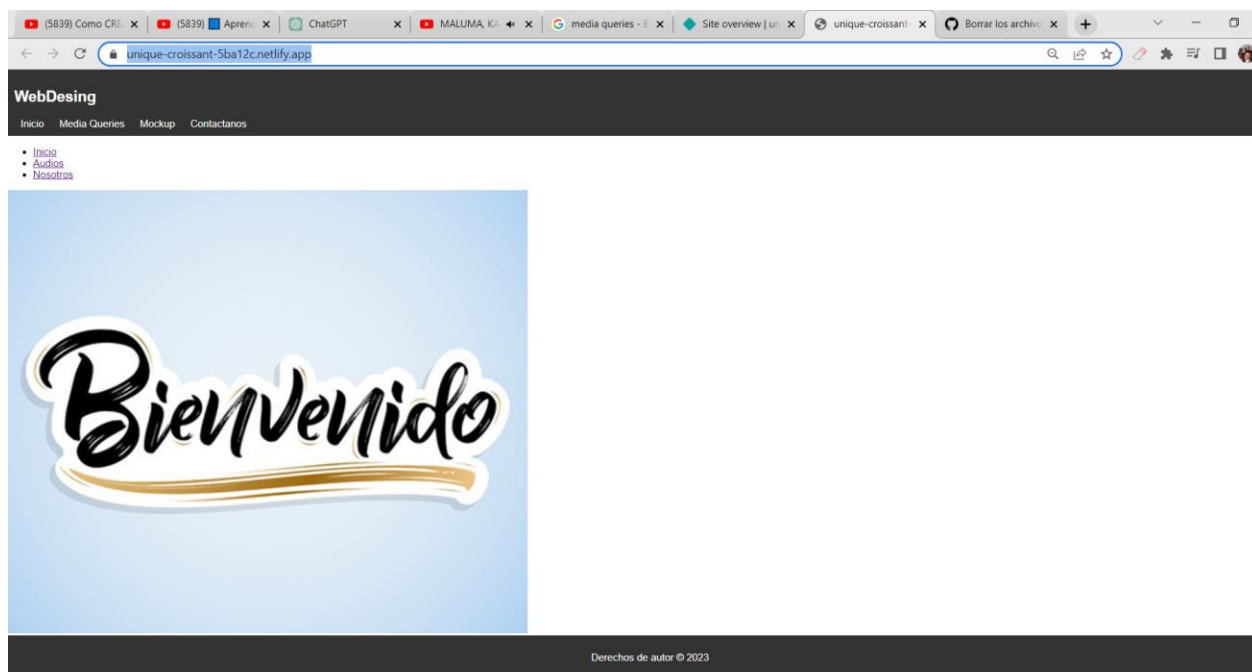 (5839) Como CRE
(5839) Apren
ChatGPT
MALUMA, KA
media queries - B
Site overview | un
unique-croissant
Borrar los archivo
unique-croissant-5ba12c.netlify.app
WebDesing
Inicio Media Queries Mockup Contactanos
Inicio
Audios
Nosotros
Bienvenido
Derechos de autor © 2023